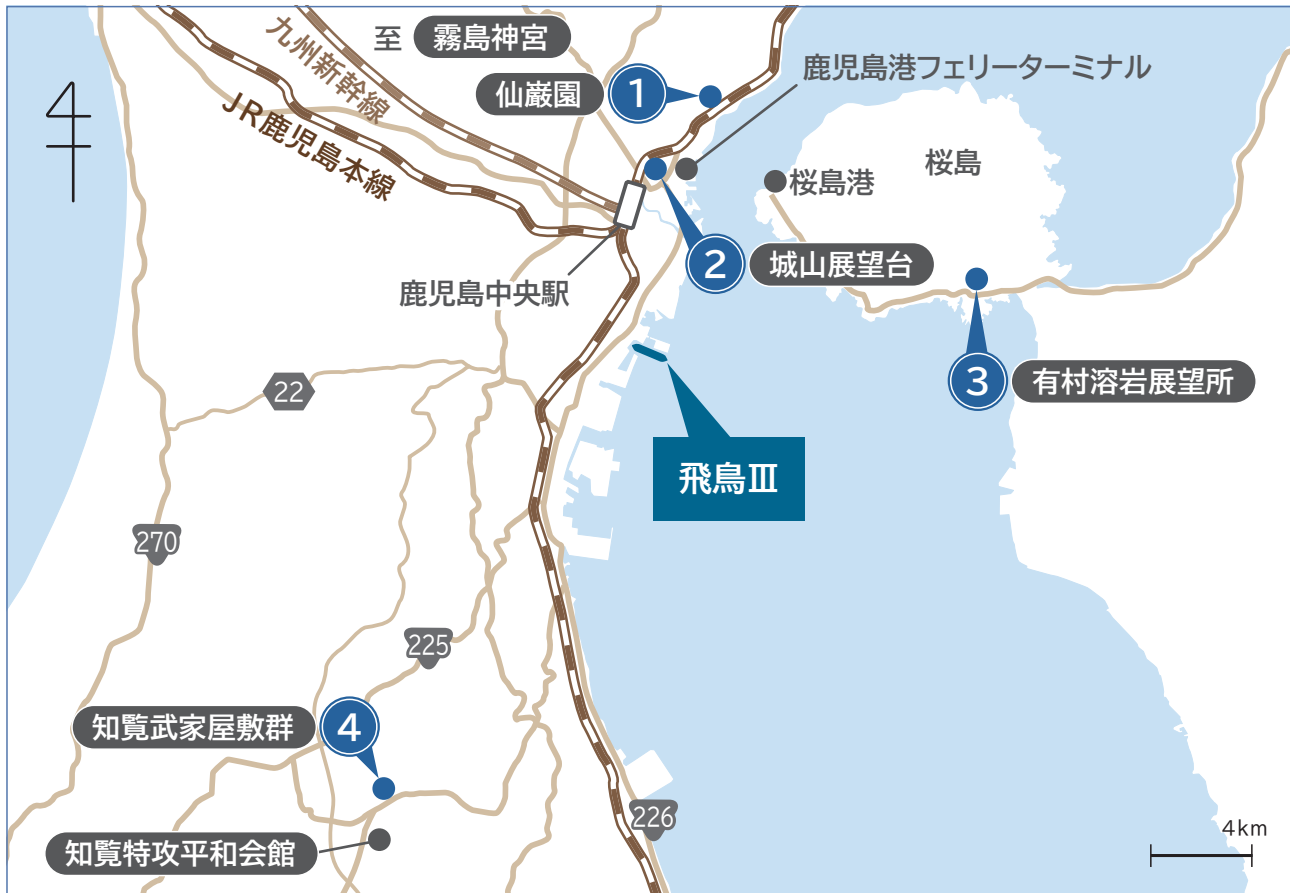 至 霧島神宮
九州新幹線
仙巌園
1
鹿児島港フェリーターミナル
JR鹿児島本線
桜島
桜島港
2
城山展望台
鹿児島中央駅
3
有村溶岩展望所
22
飛鳥Ⅲ
270
225
知覧武家屋敷群
4
226
4km
知覧特攻平和会館